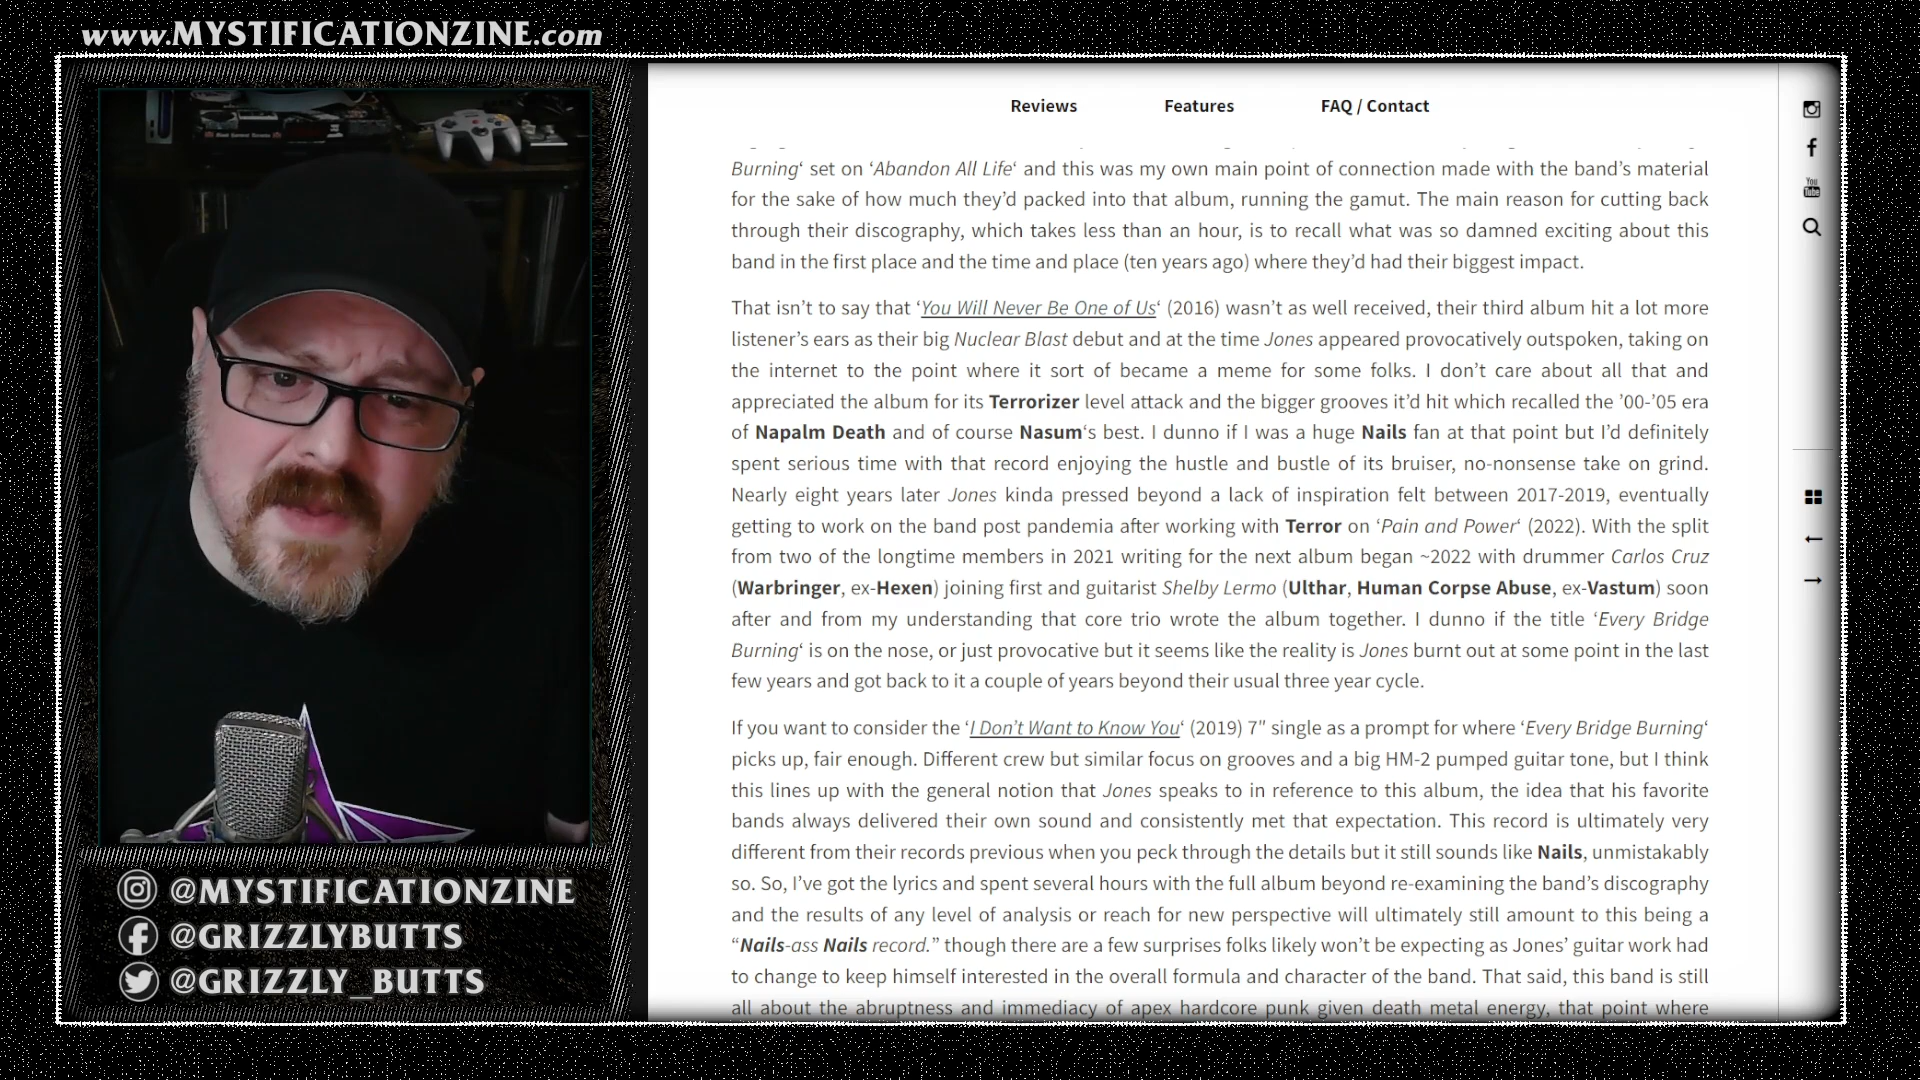 www.MYSTIFICATIONZINE.com
Reviews Features FAQ / Contact
Burning‘ set on ‘Abandon All Life‘ and this was my own main point of connection made with the band’s material
for the sake of how much they’d packed into that album, running the gamut. The main reason for cutting back
through their discography, which takes less than an hour, is to recall what was so damned exciting about this
band in the first place and the time and place (ten years ago) where they’d had their biggest impact.
That isn’t to say that ‘You Will Never Be One of Us‘ (2016) wasn’t as well received, their third album hit a lot more
listener’s ears as their big Nuclear Blast debut and at the time Jones appeared provocatively outspoken, taking on
the internet to the point where it sort of became a meme for some folks. I don’t care about all that and
appreciated the album for its Terrorizer level attack and the bigger grooves it’d hit which recalled the ’00-’05 era
of Napalm Death and of course Nasum‘s best. I dunno if I was a huge Nails fan at that point but I’d definitely
spent serious time with that record enjoying the hustle and bustle of its bruiser, no-nonsense take on grind.
Nearly eight years later Jones kinda pressed beyond a lack of inspiration felt between 2017-2019, eventually
getting to work on the band post pandemia after working with Terror on ‘Pain and Power‘ (2022). With the split
from two of the longtime members in 2021 writing for the next album began ~2022 with drummer Carlos Cruz
(Warbringer, ex-Hexen) joining first and guitarist Shelby Lermo (Ulthar, Human Corpse Abuse, ex-Vastum) soon
after and from my understanding that core trio wrote the album together. I dunno if the title ‘Every Bridge
Burning‘ is on the nose, or just provocative but it seems like the reality is Jones burnt out at some point in the last
few years and got back to it a couple of years beyond their usual three year cycle.
If you want to consider the ‘I Don’t Want to Know You‘ (2019) 7″ single as a prompt for where ‘Every Bridge Burning‘
picks up, fair enough. Different crew but similar focus on grooves and a big HM-2 pumped guitar tone, but I think
this lines up with the general notion that Jones speaks to in reference to this album, the idea that his favorite
bands always delivered their own sound and consistently met that expectation. This record is ultimately very
different from their records previous when you peck through the details but it still sounds like Nails, unmistakably
so. So, I’ve got the lyrics and spent several hours with the full album beyond re-examining the band’s discography
and the results of any level of analysis or reach for new perspective will ultimately still amount to this being a
“Nails-ass Nails record.” though there are a few surprises folks likely won’t be expecting as Jones’ guitar work had
to change to keep himself interested in the overall formula and character of the band. That said, this band is still
all about the abruptness and immediacy of apex hardcore punk given death metal energy, that point where
You Tube
@MYSTIFICATIONZINE
@GRIZZLYBUTTS
@GRIZZLY_BUTTS